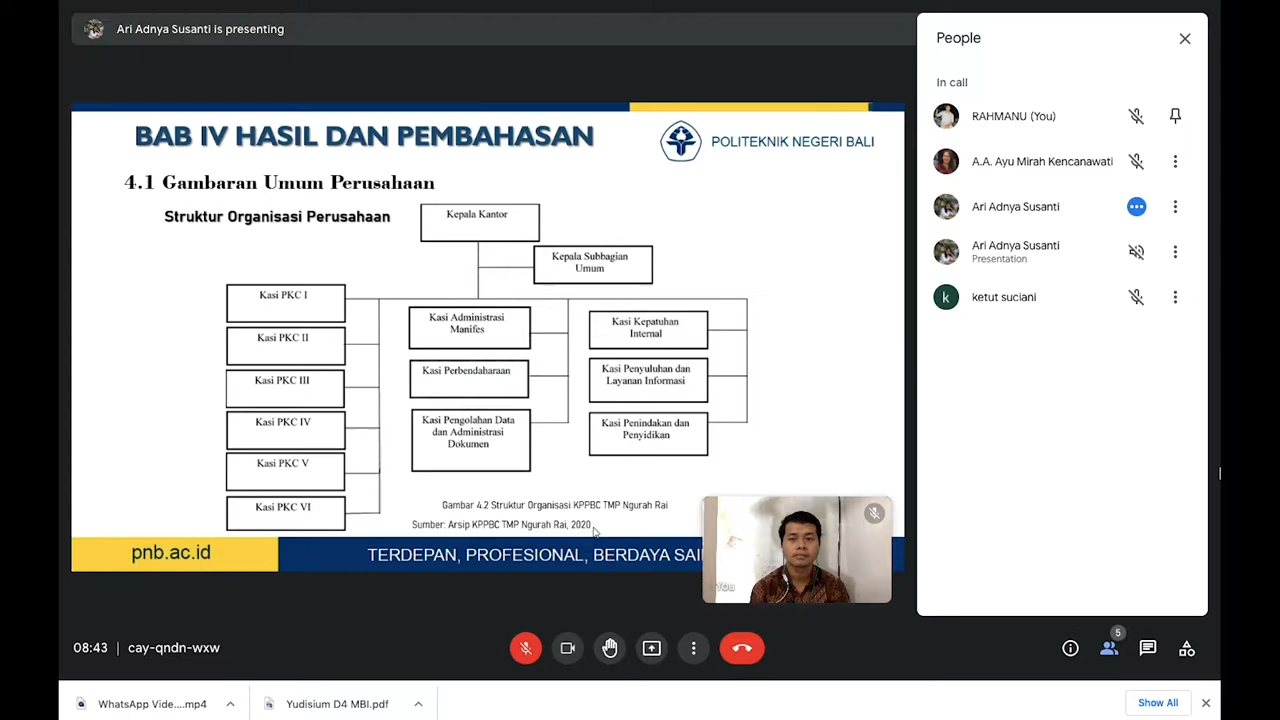 Ari Adnya Susanti is presenting
BAB IV HASIL DAN PEMBAHASAN
POLITEKNIK NEGERI BALI
4.1 Gambaran Umum Perusahaan
Struktur Organisasi Perusahaan
Kepala Kantor
Kepala Subbagian
Umum
Kasi PKC I
Kasi PKC II
Kasi PKC III
Kasi PKC IV
Kasi PKC V
Kasi PKC VI
Kasi Administrasi
Manifes
Kasi Perbendaharaan
Kasi Pengolahan Data
dan Administrasi
Dokumen
Kasi Kepatuhan
Internal
Kasi Penyuluhan dan
Layanan Informasi
Kasi Penindakan dan
Penyidikan
Gambar 4.2 Struktur Organisasi KPPBC TMP Ngurah Rai
Sumber: Arsip KPPBC TMP Ngurah Rai, 2020
pnb.ac.id
TERDEPAN, PROFESIONAL, BERDAYA SAI
You
People
In call
RAHMANU (You)
A.A. Ayu Mirah Kencanawati
Ari Adnya Susanti
Ari Adnya Susanti
Presentation
k
ketut suciani
08:43 | cay-qndn-wxw
5
WhatsApp Vide....mp4
Yudisium D4 MBI.pdf
Show All